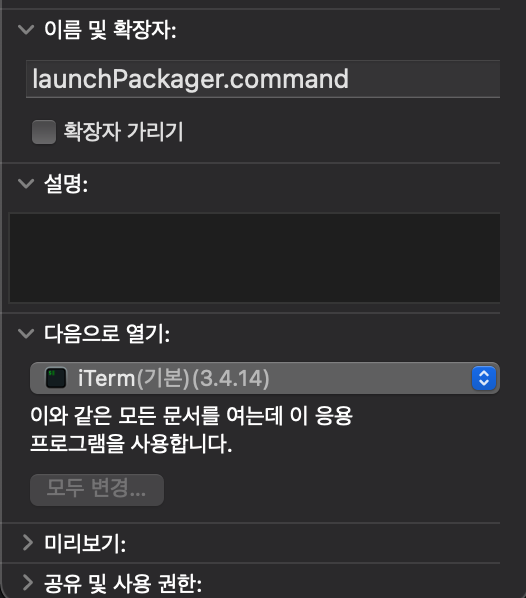 이름 및 확장자:
launchPackager.command
확장자 가리기
설명:
다음으로 열기:
iTerm(기본)(3.4.14)
이와 같은 모든 문서를 여는데 이 응용
프로그램을 사용합니다.
모두 변경...
미리보기:
공유 및 사용 권한: